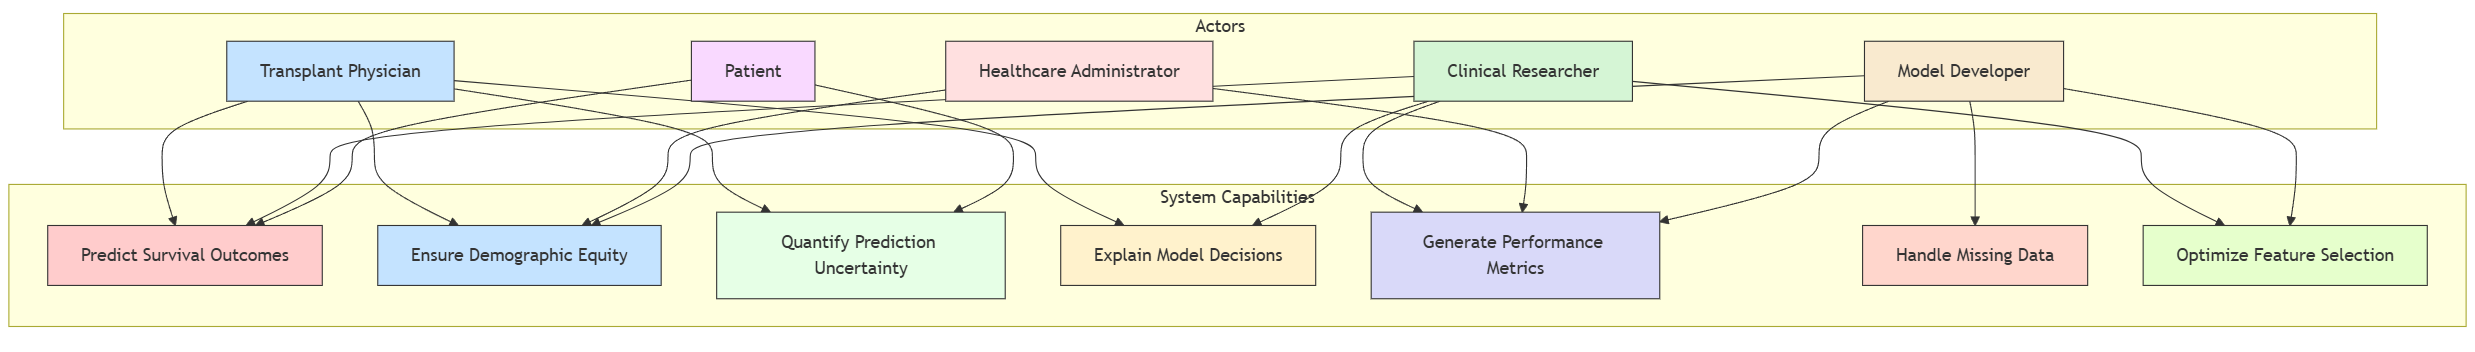 Actors
Transplant Physician
Patient
Healthcare Administrator
Clinical Researcher
Model Developer
System Capabilities
Predict Survival Outcomes
Ensure Demographic Equity
Quantify Prediction
Uncertainty
Explain Model Decisions
Generate Performance
Metrics
Handle Missing Data
Optimize Feature Selection